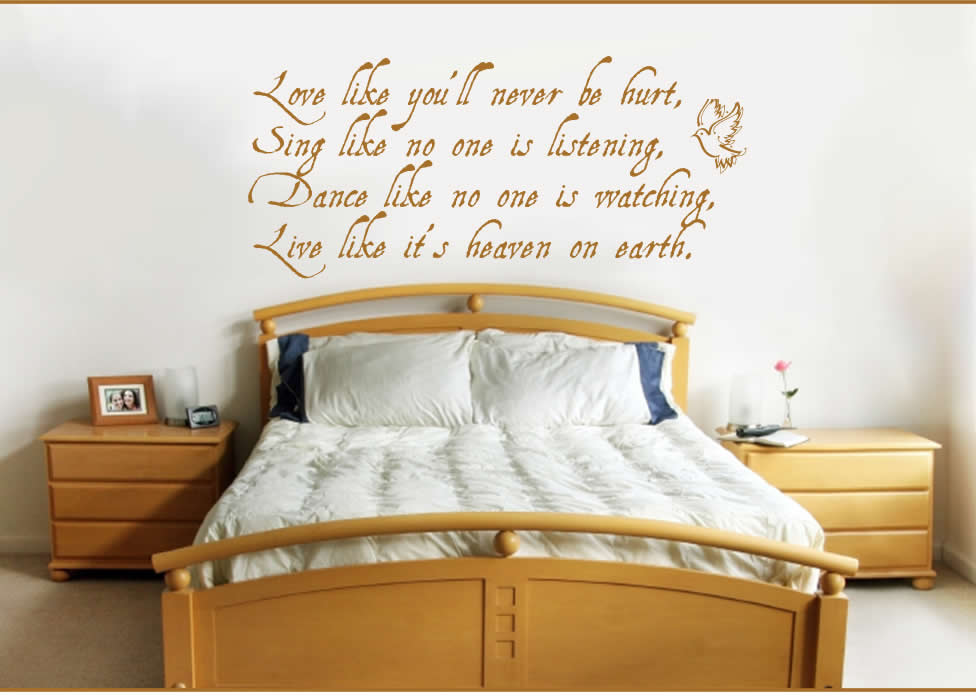 Love like you'll never be hurt,
Sing like no one is listening,
Dance like no one is watching,
Live like it's heaven on earth.